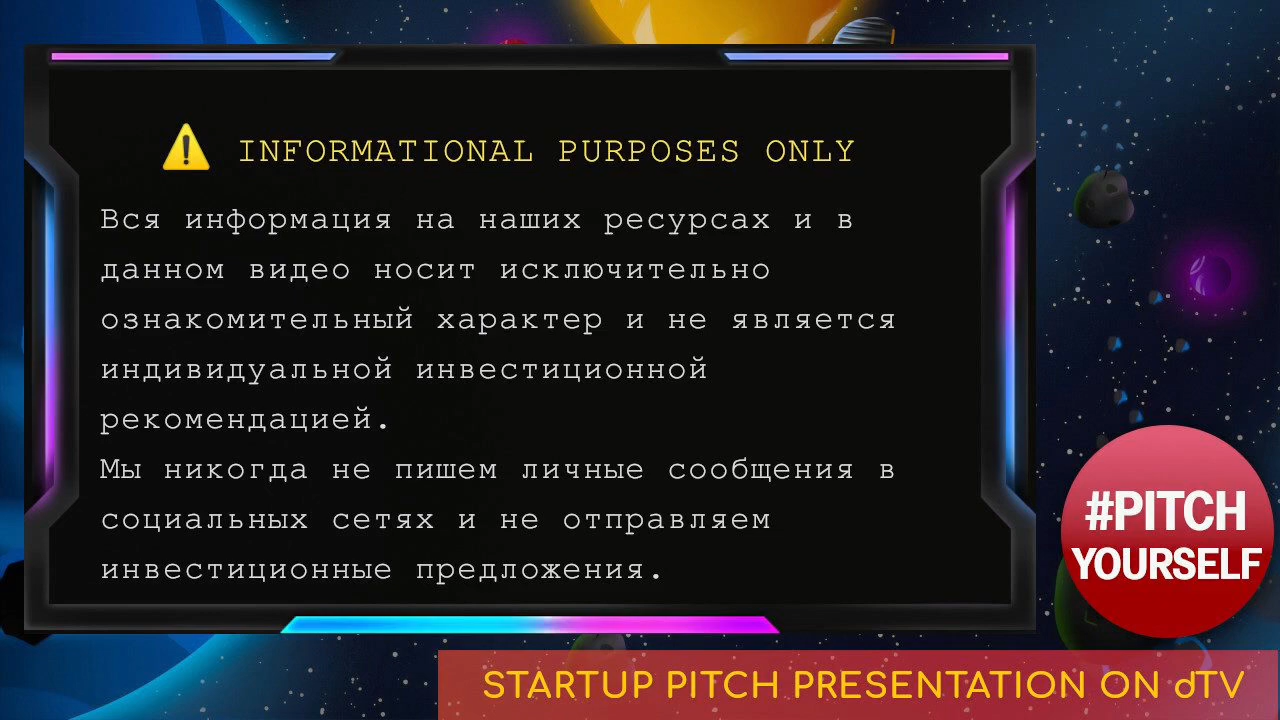 ⚠️ INFORMATIONAL PURPOSES ONLY
Вся информация на наших ресурсах и в
данном видео носит исключительно
ознакомительный характер и не является
индивидуальной инвестиционной
рекомендацией.
Мы никогда не пишем личные сообщения в
социальных сетях и не отправляем
инвестиционные предложения.
#PITCH
YOURSELF
STARTUP PITCH PRESENTATION ON dTV